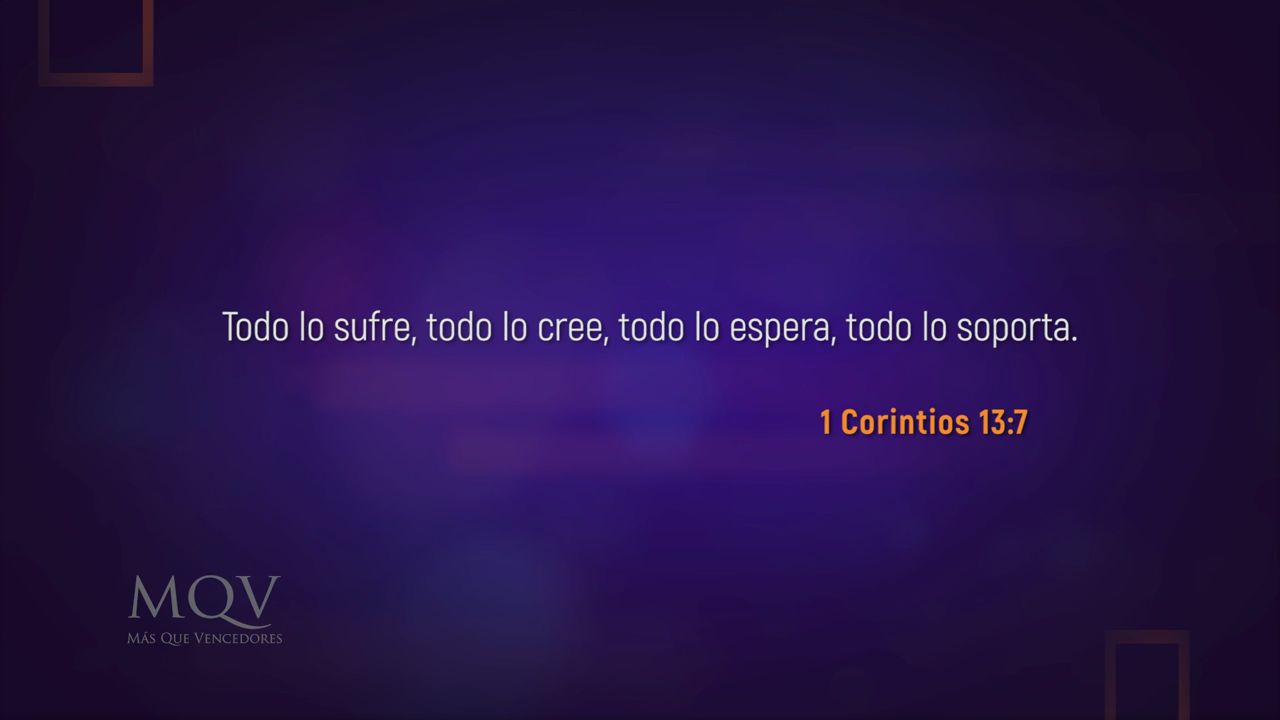 Todo lo sufre, todo lo cree, todo lo espera, todo lo soporta.
1 Corintios 13:7
MQV
MÁS QUE VENCEDORES